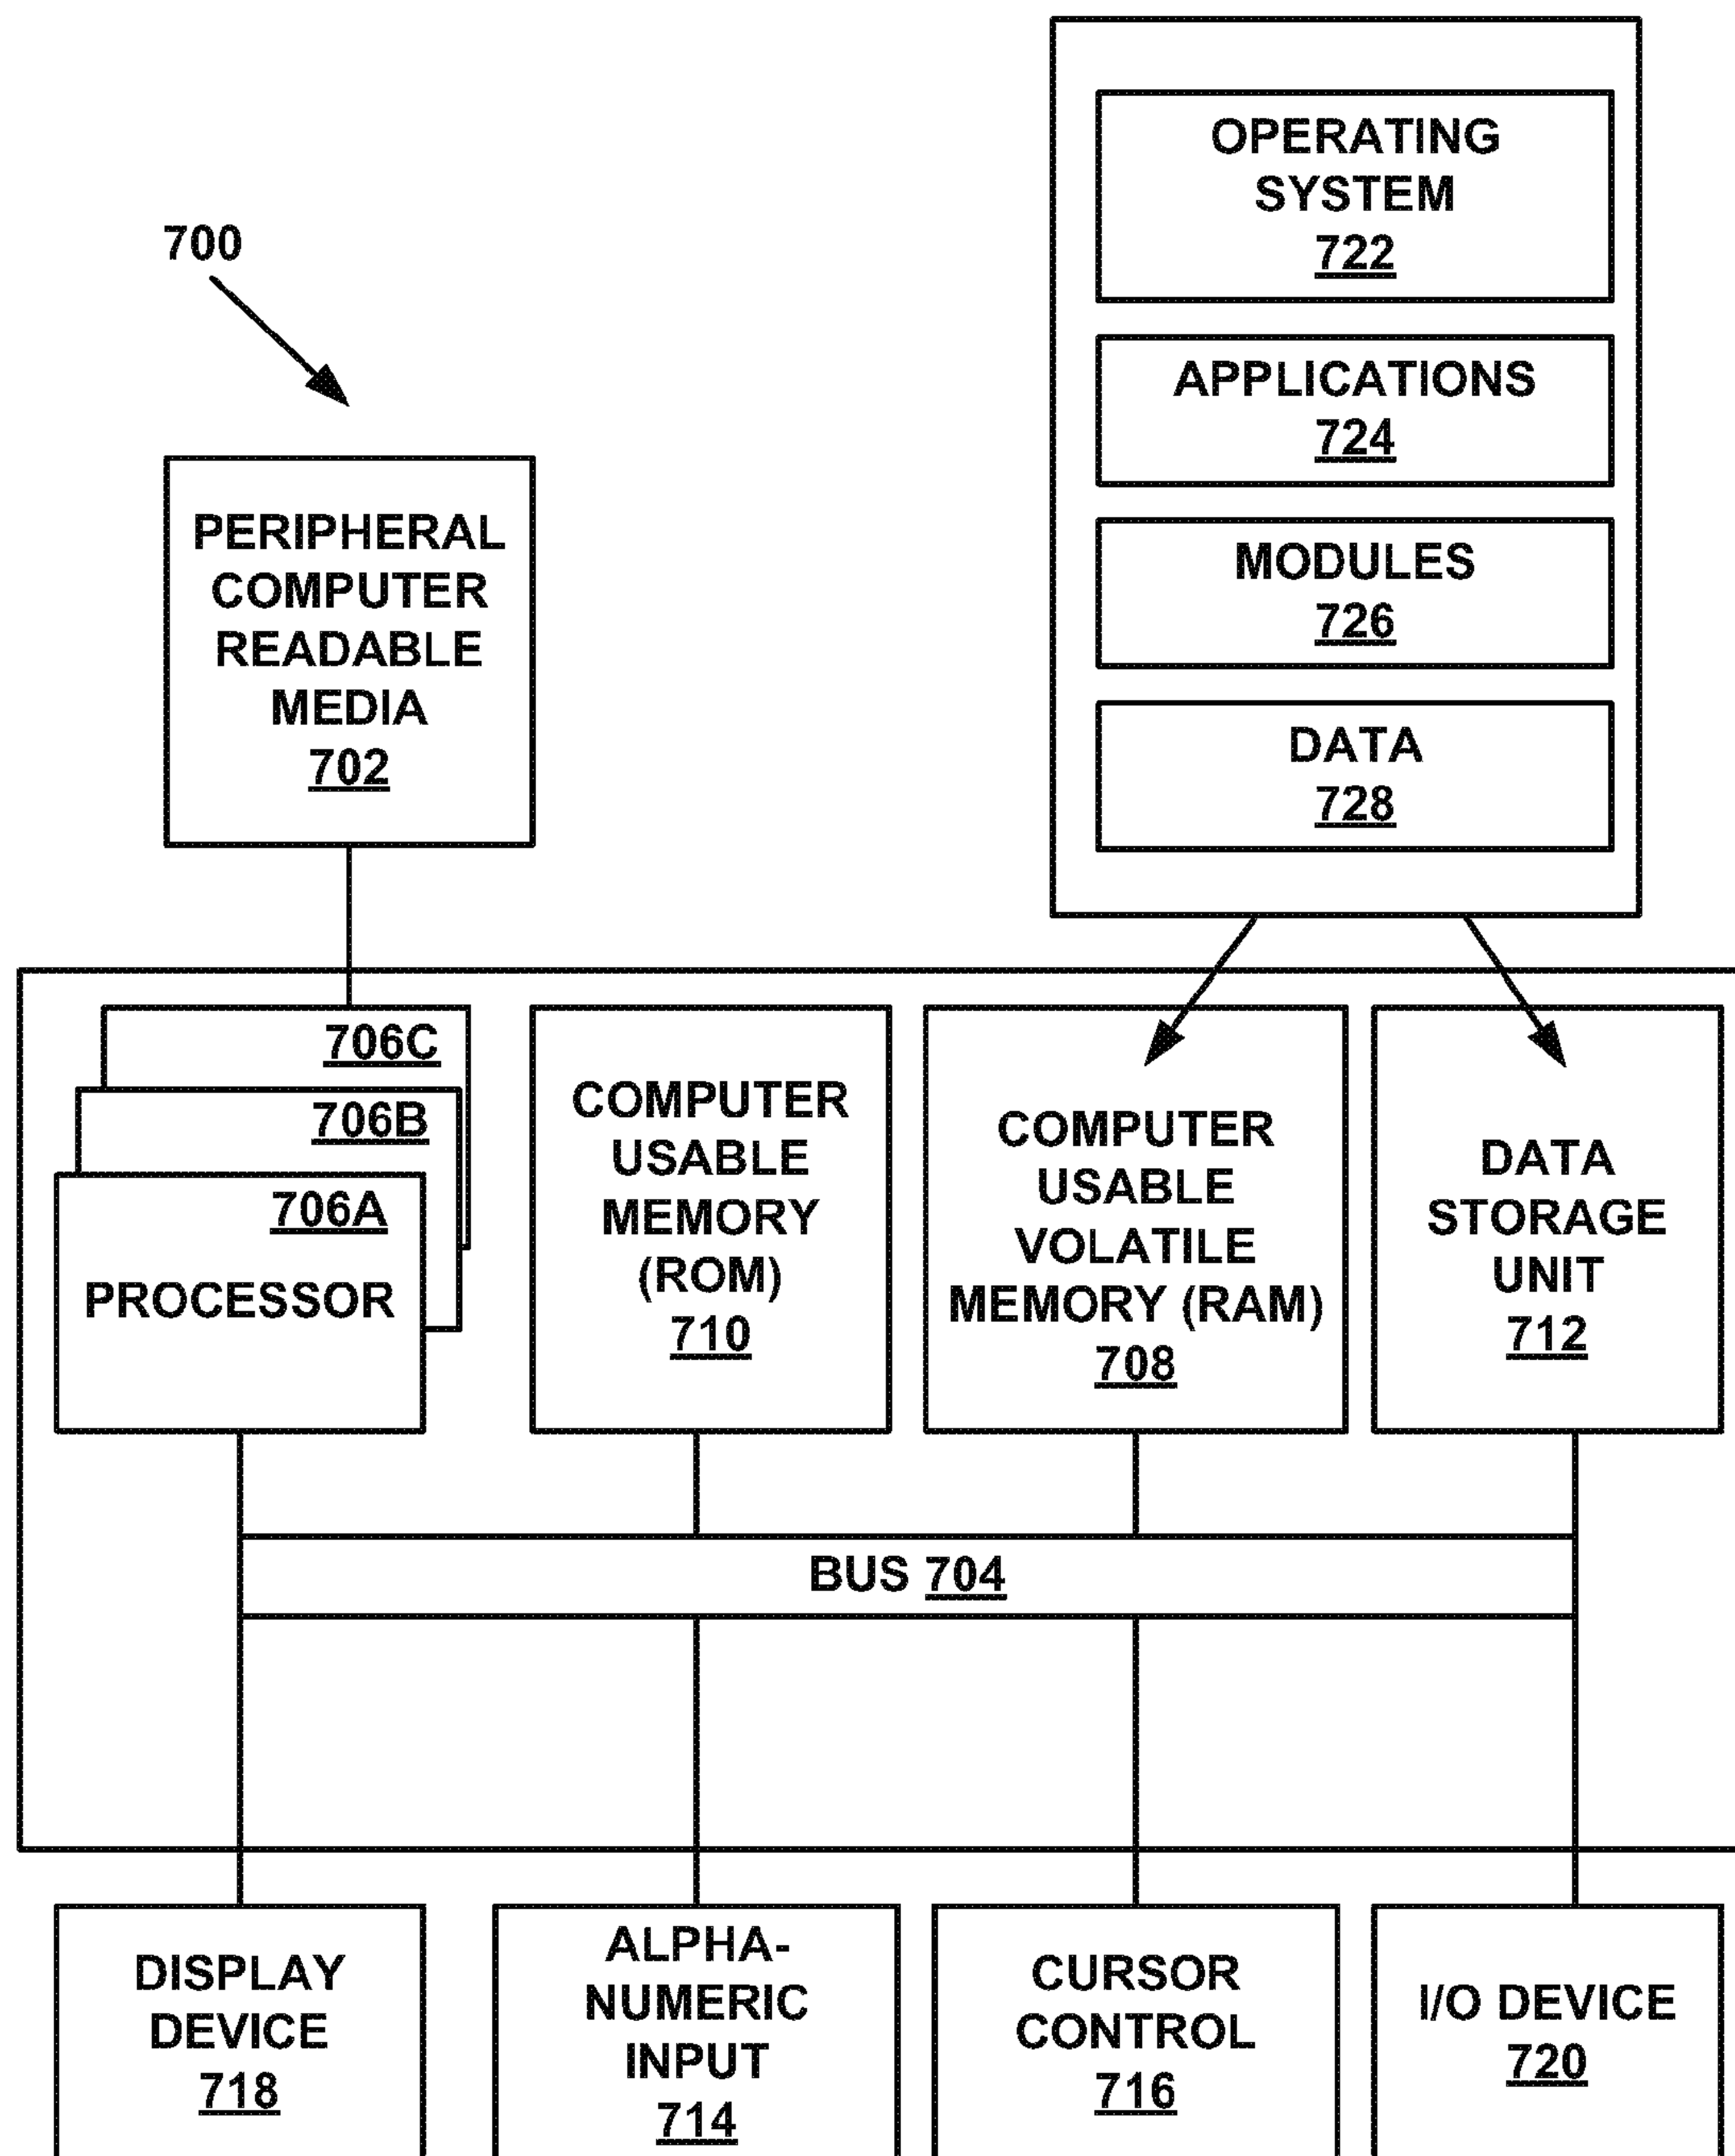 700
OPERATING
SYSTEM
722
APPLICATIONS
724
MODULES
726
DATA
728
PERIPHERAL
COMPUTER
READABLE
MEDIA
702
706C
706B
706A
PROCESSOR
COMPUTER
USABLE
MEMORY
(ROM)
710
COMPUTER
USABLE
VOLATILE
MEMORY (RAM)
708
DATA
STORAGE
UNIT
712
BUS 704
DISPLAY
DEVICE
718
ALPHA-
NUMERIC
INPUT
714
CURSOR
CONTROL
716
I/O DEVICE
720